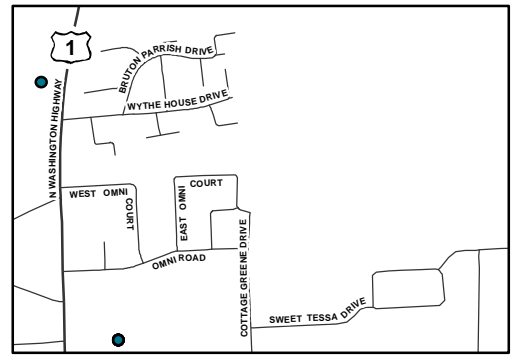 1
BRUTON PARRISH DRIVE
WYTHE HOUSE DRIVE
N WASHINGTON HIGHWAY
WEST OMNI COURT
EAST OMNI COURT
OMNI ROAD
COTTAGE GREENE DRIVE
SWEET TESSA DRIVE